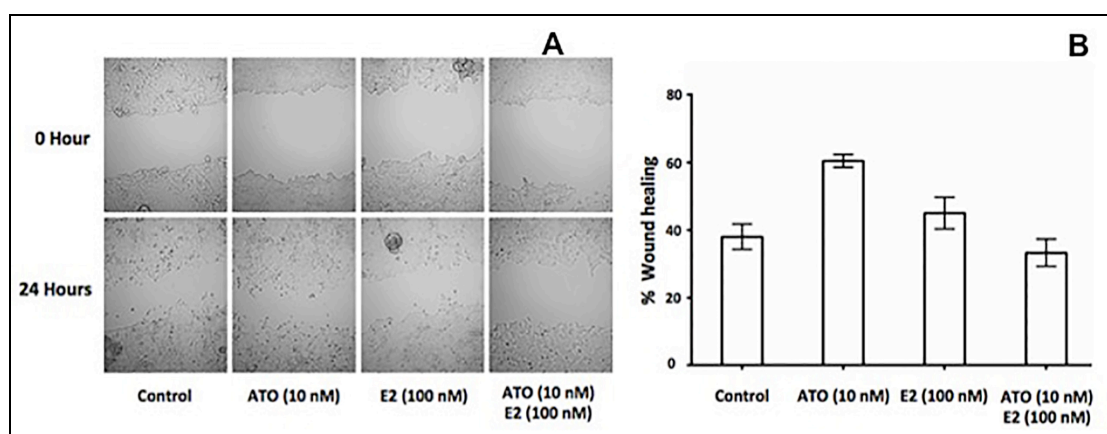 A
0 Hour
24 Hours
Control
ATO (10 nM)
E2 (100 nM)
ATO (10 nM)
E2 (100 nM)
B
% Wound healing
80
60
40
20
0
Control
ATO (10 nM)
E2 (100 nM)
ATO (10 nM)
E2 (100 nM)